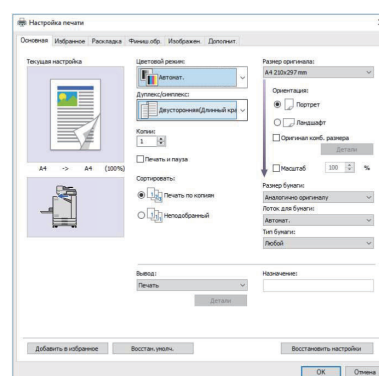 Настройка печати
Основная Избранное Раскладка Финиш.обр. Изображен. Дополнит.
Текущая настройка
A4 -> A4 (100%)
Цветовой режим:
Автомат.
Дуплекс/симплекс:
Двусторонняя(Длинный кра
Копии:
1
Печать и пауза
Сортировать:
Печать по копиям
Неподобранный
Вывод:
Печать
Детали
Размер оригинала:
A4 210x297 mm
Ориентация:
Портрет
Ландшафт
Оригинал комб. размера
Детали
Масштаб 100 %
Размер бумаги:
Аналогично оригиналу
Лоток для бумаги:
Автомат.
Тип бумаги:
Любой
Назначение:
Добавить в избранное Восстан.умолч. Восстановить настройки
OK Отмена